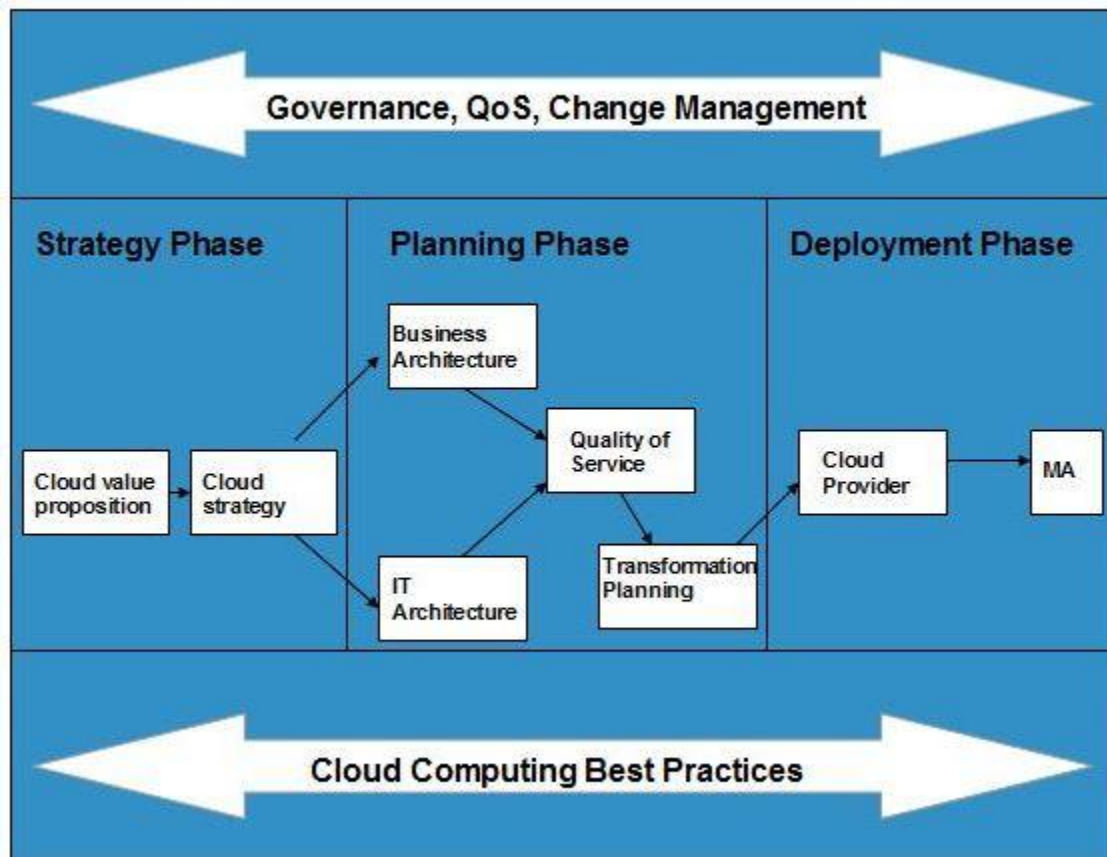 Governance, QoS, Change Management
Strategy Phase
Planning Phase
Deployment Phase
Business
Architecture
Quality of
Service
Cloud
Provider
MA
Cloud value
proposition
Cloud
strategy
IT
Architecture
Transformation
Planning
Cloud Computing Best Practices